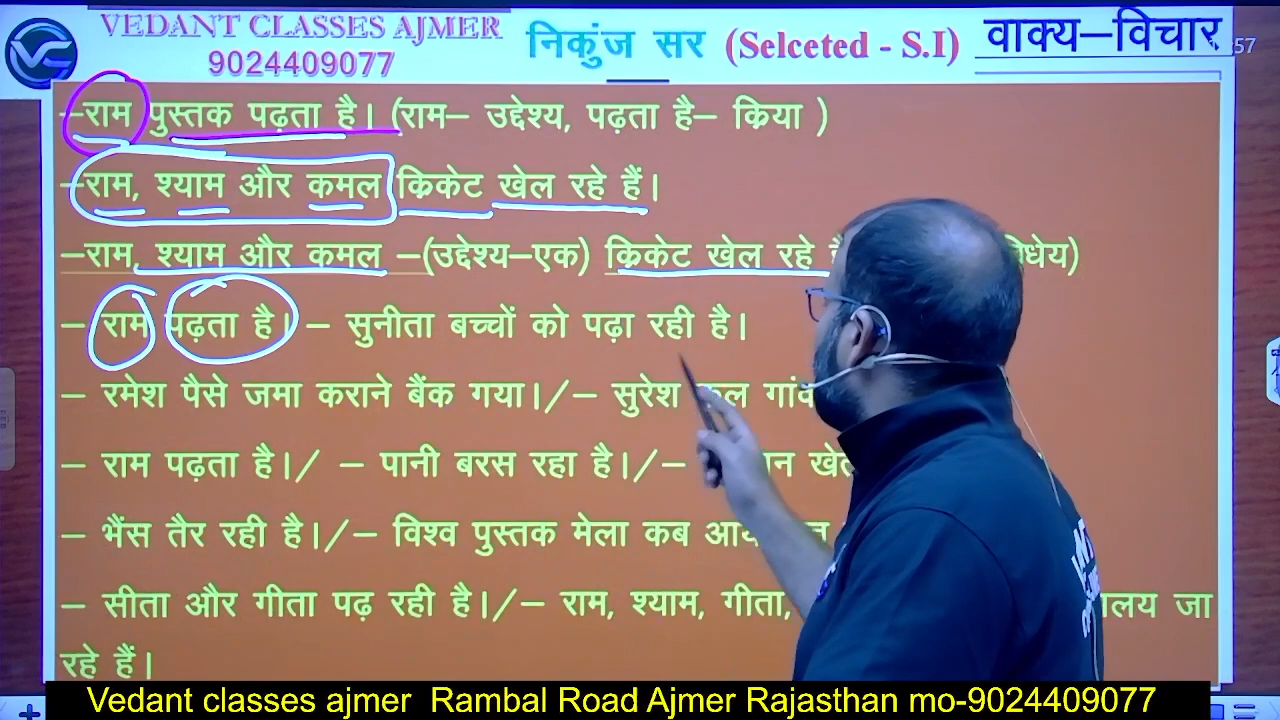 VEDANT CLASSES AJMER
9024409077
निकुंज सर (Selceted - S.I) वाक्य–विचार
57
–राम पुस्तक पढ़ता है। (राम– उद्देश्य, पढ़ता है– क्रिया )
–राम, श्याम और कमल क्रिकेट खेल रहे हैं।
–राम, श्याम और कमल –(उद्देश्य–एक) क्रिकेट खेल रहे
– राम पढ़ता है। – सुनीता बच्चों को पढ़ा रही है।
– रमेश पैसे जमा कराने बैंक गया।/– सुरेश
– राम पढ़ता है।/ – पानी बरस रहा है।/–
– भैंस तैर रही है।/– विश्व पुस्तक मेला कब
– सीता और गीता पढ़ रही है।/– राम, श्याम, गीता, जा
रहे हैं।
Vedant classes ajmer Rambal Road Ajmer Rajasthan mo-9024409077